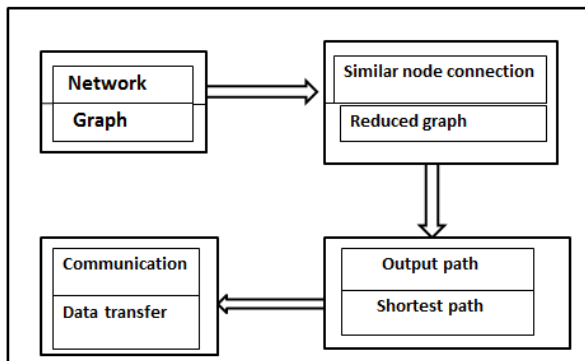 Network
Graph
Similar node connection
Reduced graph
Communication
Data transfer
Output path
Shortest path